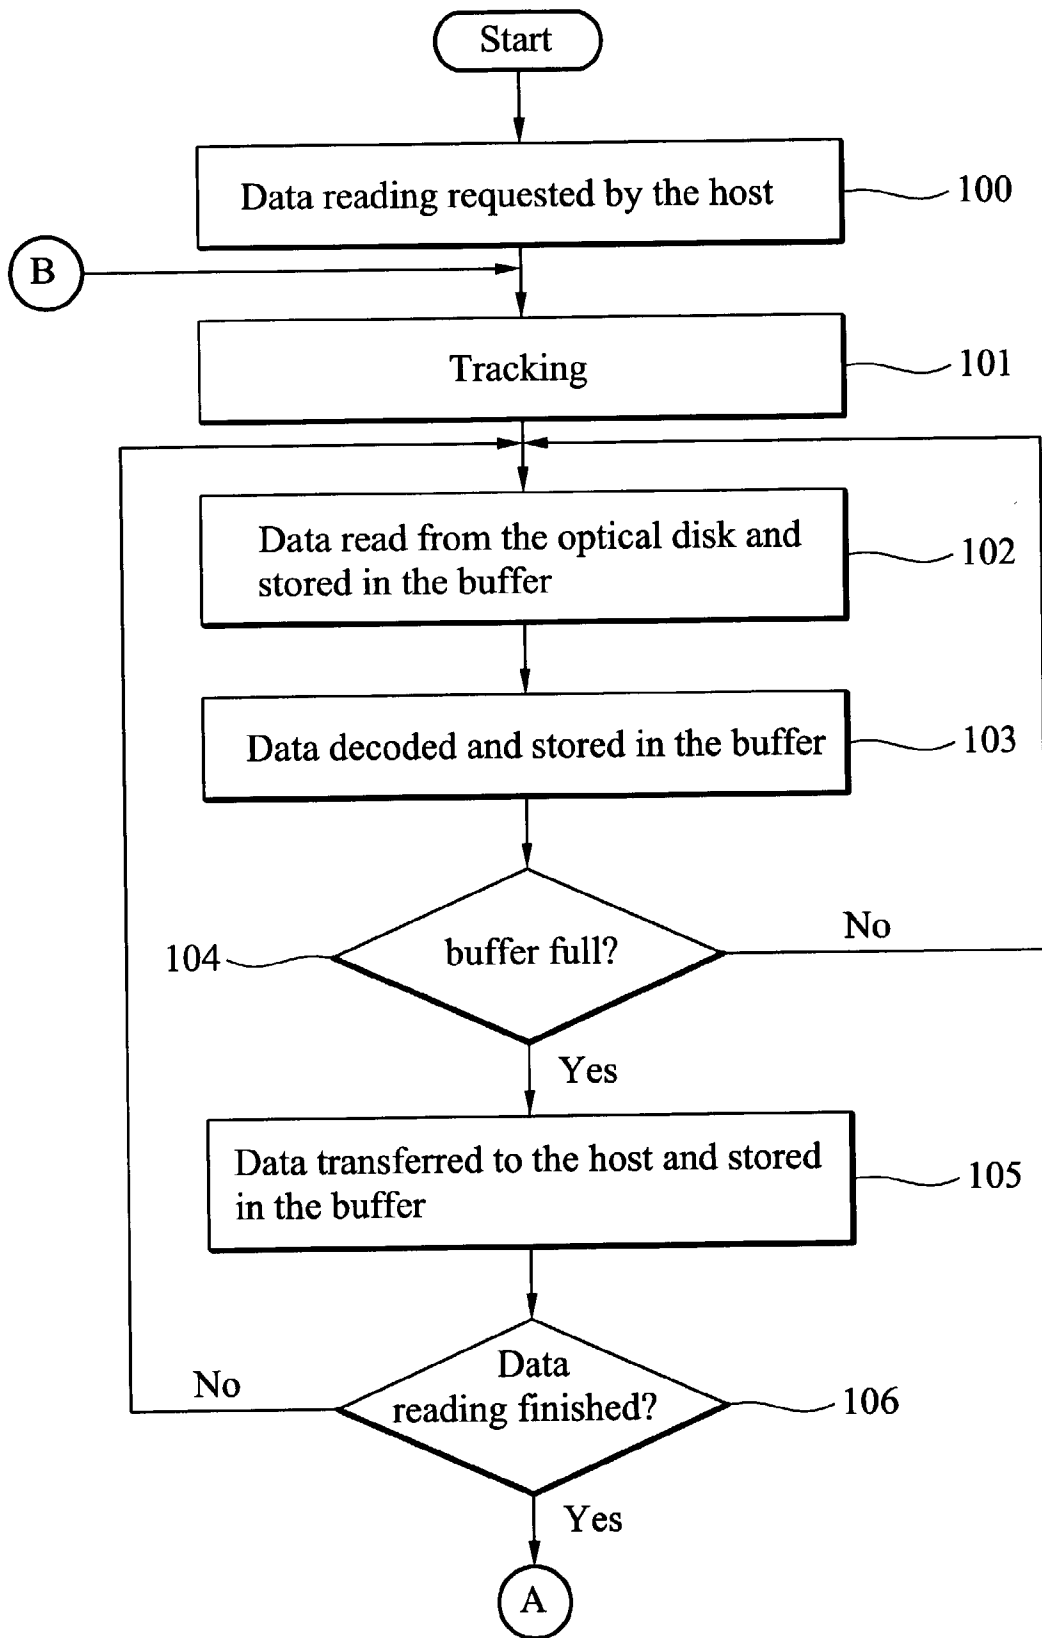 Start
Data reading requested by the host
100
B
Tracking
101
Data read from the optical disk and
stored in the buffer
102
Data decoded and stored in the buffer
103
buffer full?
104
No
Yes
Data transferred to the host and stored
in the buffer
105
Data
reading finished?
106
No
Yes
A